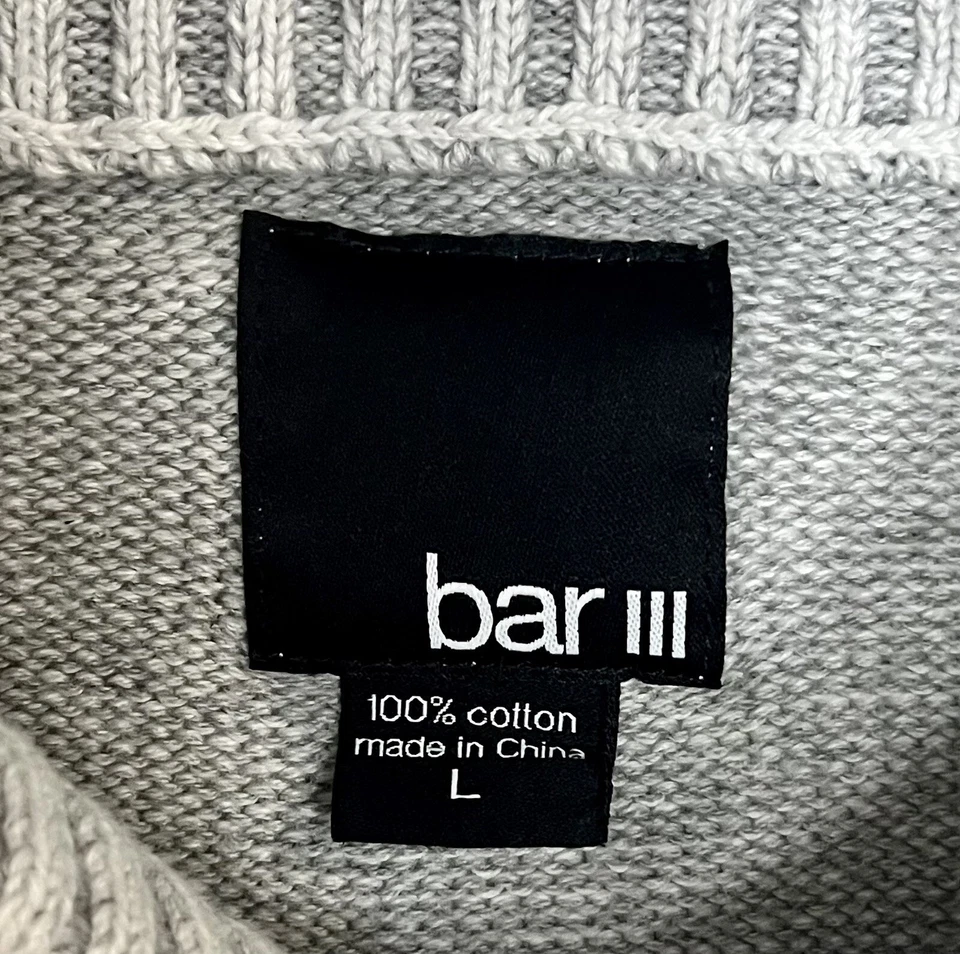 bar III
100% cotton
made in China
L